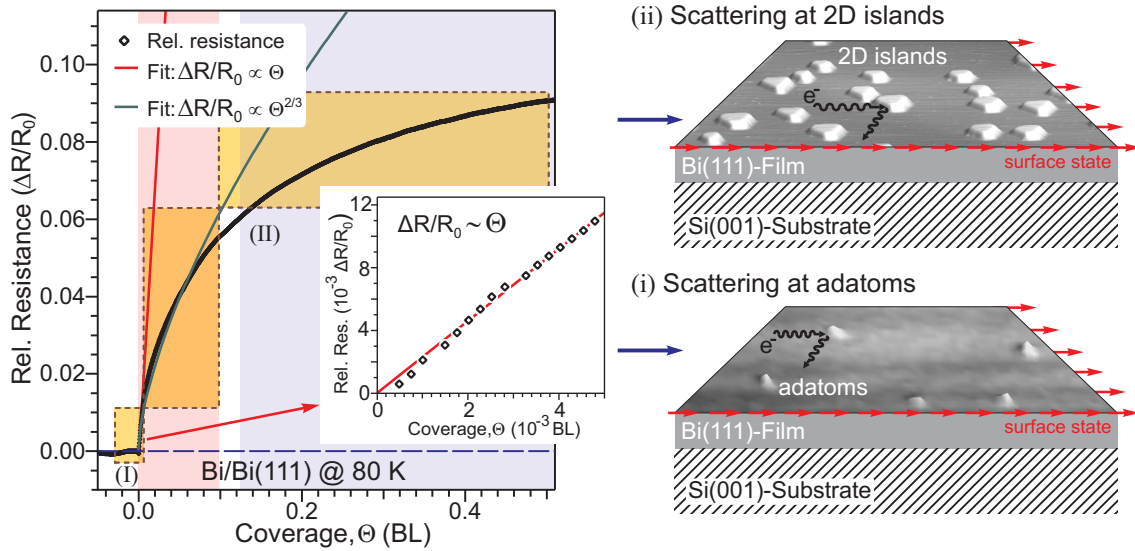 Rel. Resistance (ΔR/R₀)
0.10
0.08
0.06
0.04
0.02
0.00
Rel. resistance
Fit: ΔR/R₀ ∝ Θ
Fit: ΔR/R₀ ∝ Θ^2/3
(II)
(I)
Bi/Bi(111) @ 80 K
0.0
0.2
0.4
Coverage, Θ (BL)
ΔR/R₀ ~ Θ
Rel. Res. (10⁻³ ΔR/R₀)
12
9
6
3
0
0
2
4
Coverage, Θ (10⁻³ BL)
(ii) Scattering at 2D islands
2D islands
e⁻
surface state
Bi(111)-Film
Si(001)-Substrate
(i) Scattering at adatoms
e⁻
adatoms
surface state
Bi(111)-Film
Si(001)-Substrate